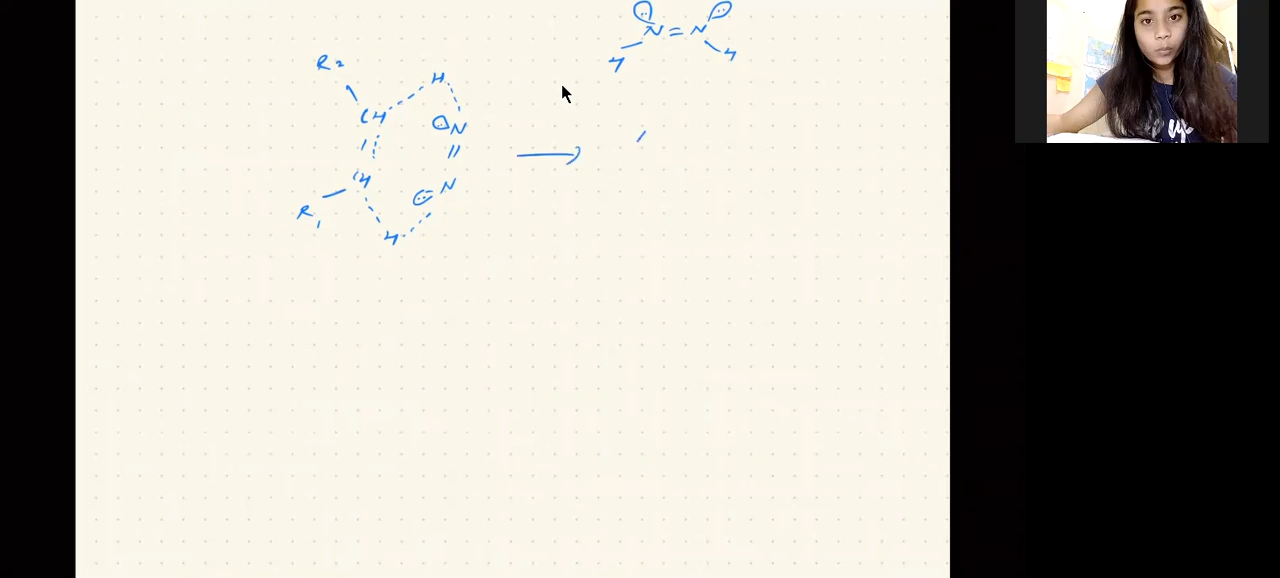 N = N
H H
R2
H
CH
N
=
CH
N
R1
H